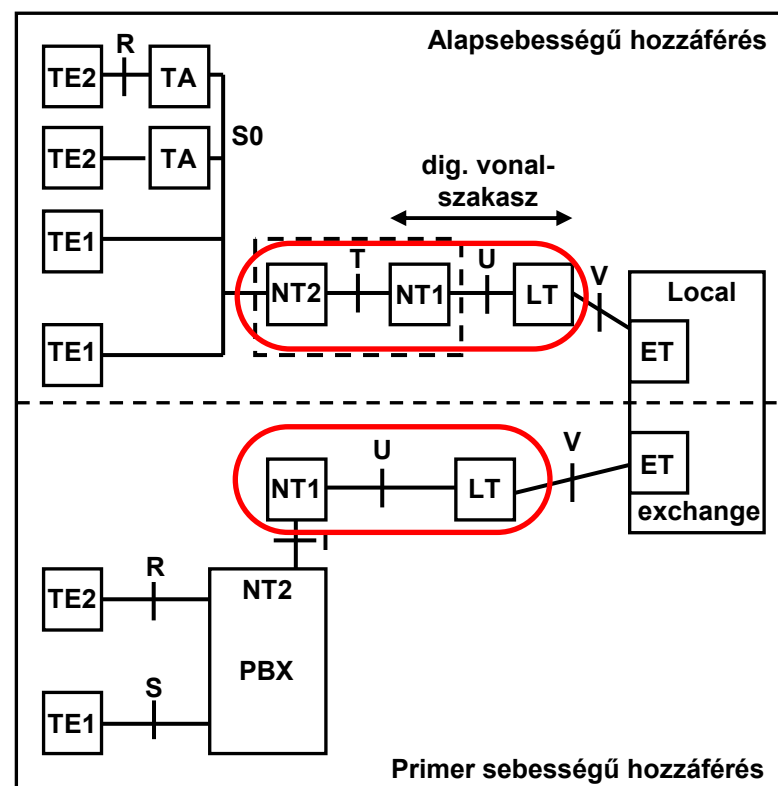 Alapsebességű hozzáférés
R
TE2
TA
S0
TE2
TA
dig. vonal-
szakasz
TE1
T
U
V
NT2
NT1
LT
Local
TE1
ET
U
V
ET
NT1
LT
exchange
R
TE2
NT2
PBX
S
TE1
Primer sebességű hozzáférés